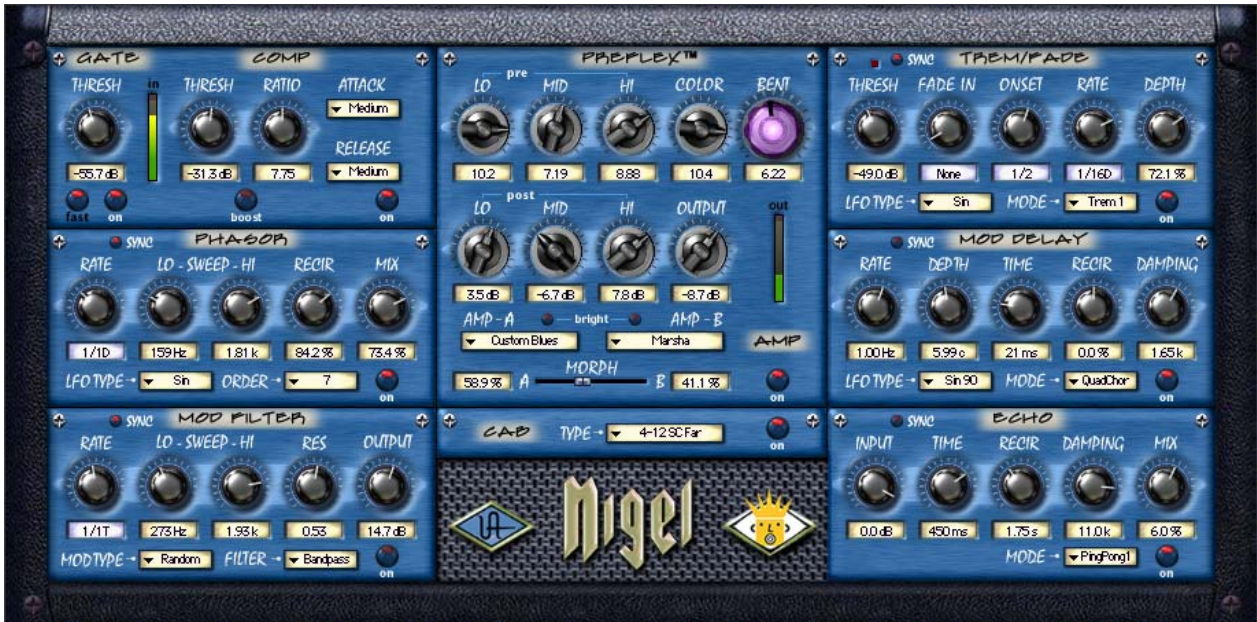 GATE COMP
THRESH in THRESH RATIO ATTACK
Medium
RELEASE
-55.7 dB -31.3 dB 7.75 Medium
fast on boost on
PREFLEX™
pre
LO MID HI COLOR BENT
10.2 7.19 8.88 10.4 6.22
post
LO MID HI OUTPUT out
3.5 dB -6.7 dB 7.8 dB -8.7 dB
AMP-A bright AMP-B
Custom Blues Marsha AMP
MORPH
58.9 % A B 41.1 %
on
SYNC TREM/FADE
THRESH FADE IN ONSET RATE DEPTH
-49.0 dB None 1/2 1/16D 72.1 %
LFO TYPE Sin MODE Trem 1
on
SYNC PHASOR
RATE LO - SWEEP - HI RECIR MIX
1/1D 159 Hz 1.81 k 84.2 % 73.4 %
LFO TYPE Sin ORDER 7
on
SYNC MOD DELAY
RATE DEPTH TIME RECIR DAMPING
1.00 Hz 5.99 c 21 ms 0.0 % 1.65 k
LFO TYPE Sin 90 MODE QuadChor
on
SYNC MOD FILTER
RATE LO - SWEEP - HI RES OUTPUT
1/1T 273 Hz 1.93 k 0.53 14.7 dB
MOD TYPE Random FILTER Bandpass
on
CAB TYPE 4-12 SC Far
on
Nigel
SYNC ECHO
INPUT TIME RECIR DAMPING MIX
0.0 dB 450 ms 1.75 s 11.0 k 6.0 %
MODE PingPong1
on